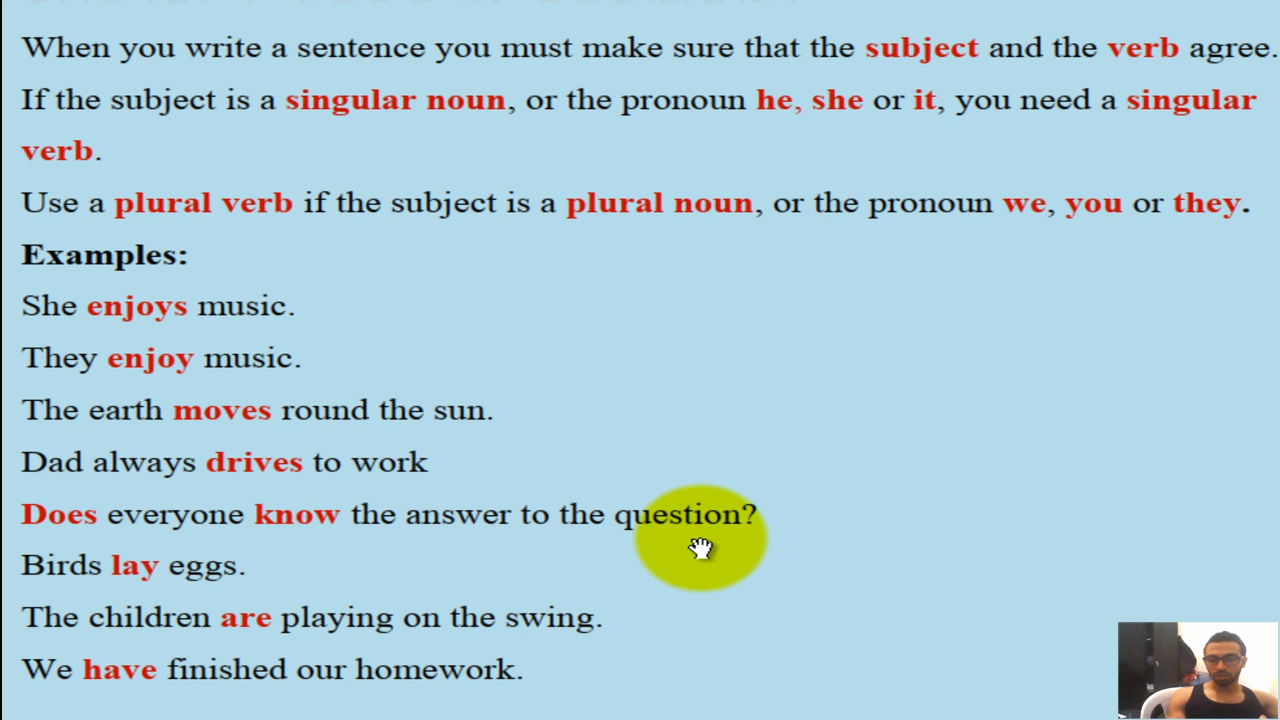 When you write a sentence you must make sure that the subject and the verb agree.
If the subject is a singular noun, or the pronoun he, she or it, you need a singular
verb.
Use a plural verb if the subject is a plural noun, or the pronoun we, you or they.
Examples:
She enjoys music.
They enjoy music.
The earth moves round the sun.
Dad always drives to work
Does everyone know the answer to the question?
Birds lay eggs.
The children are playing on the swing.
We have finished our homework.